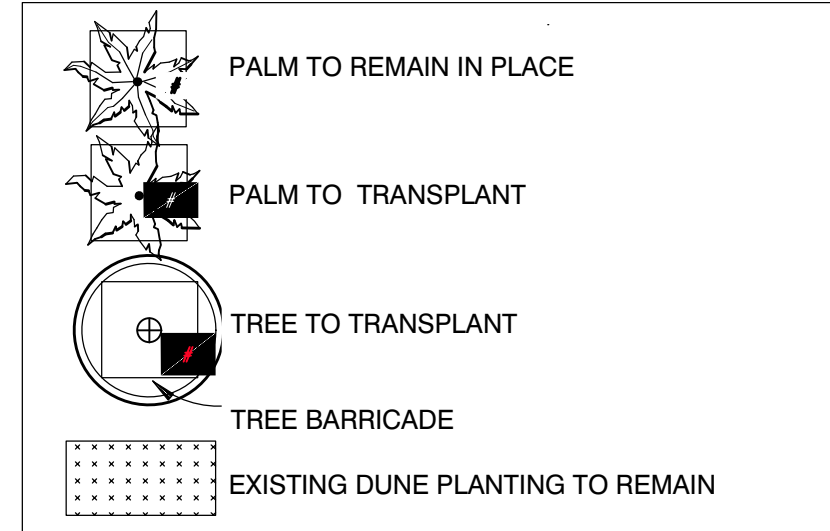 #
PALM TO REMAIN IN PLACE
#
PALM TO TRANSPLANT
#
TREE TO TRANSPLANT
TREE BARRICADE
EXISTING DUNE PLANTING TO REMAIN